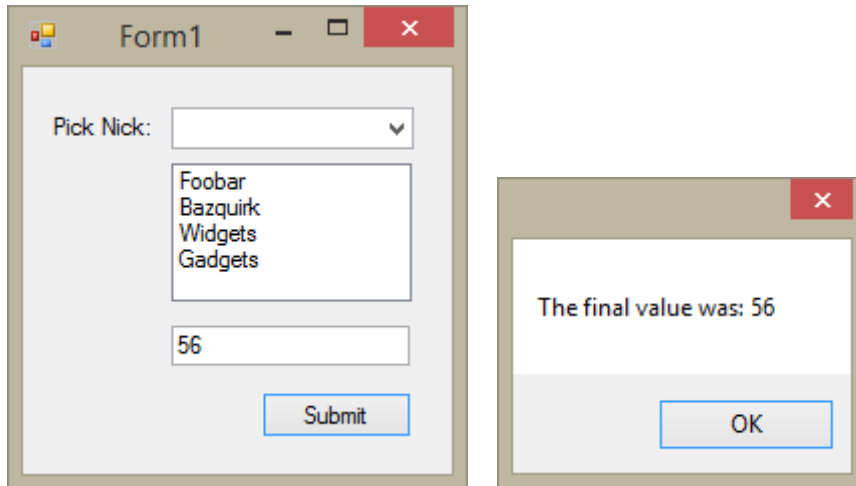 Form1
Pick Nick:
Foobar
Bazquirk
Widgets
Gadgets
56
Submit
The final value was: 56
OK